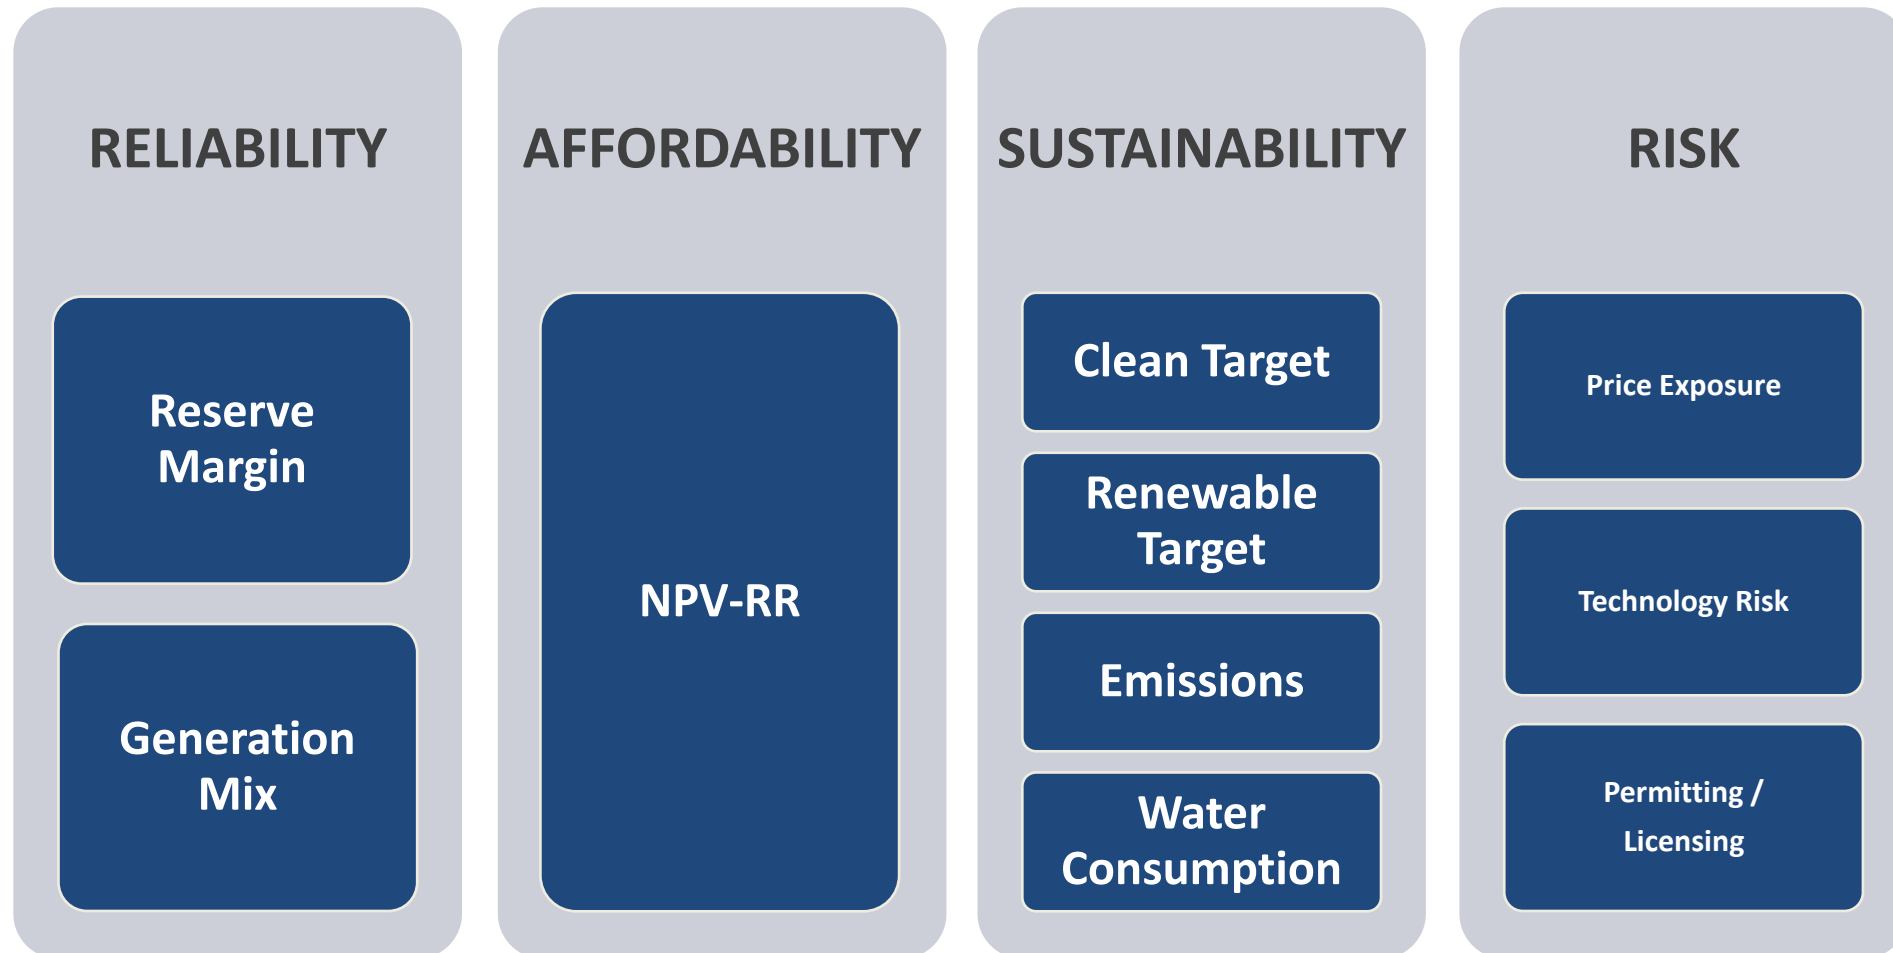 RELIABILITY
Reserve
Margin
Generation
Mix
AFFORDABILITY
NPV-RR
SUSTAINABILITY
Clean Target
Renewable
Target
Emissions
Water
Consumption
RISK
Price Exposure
Technology Risk
Permitting /
Licensing